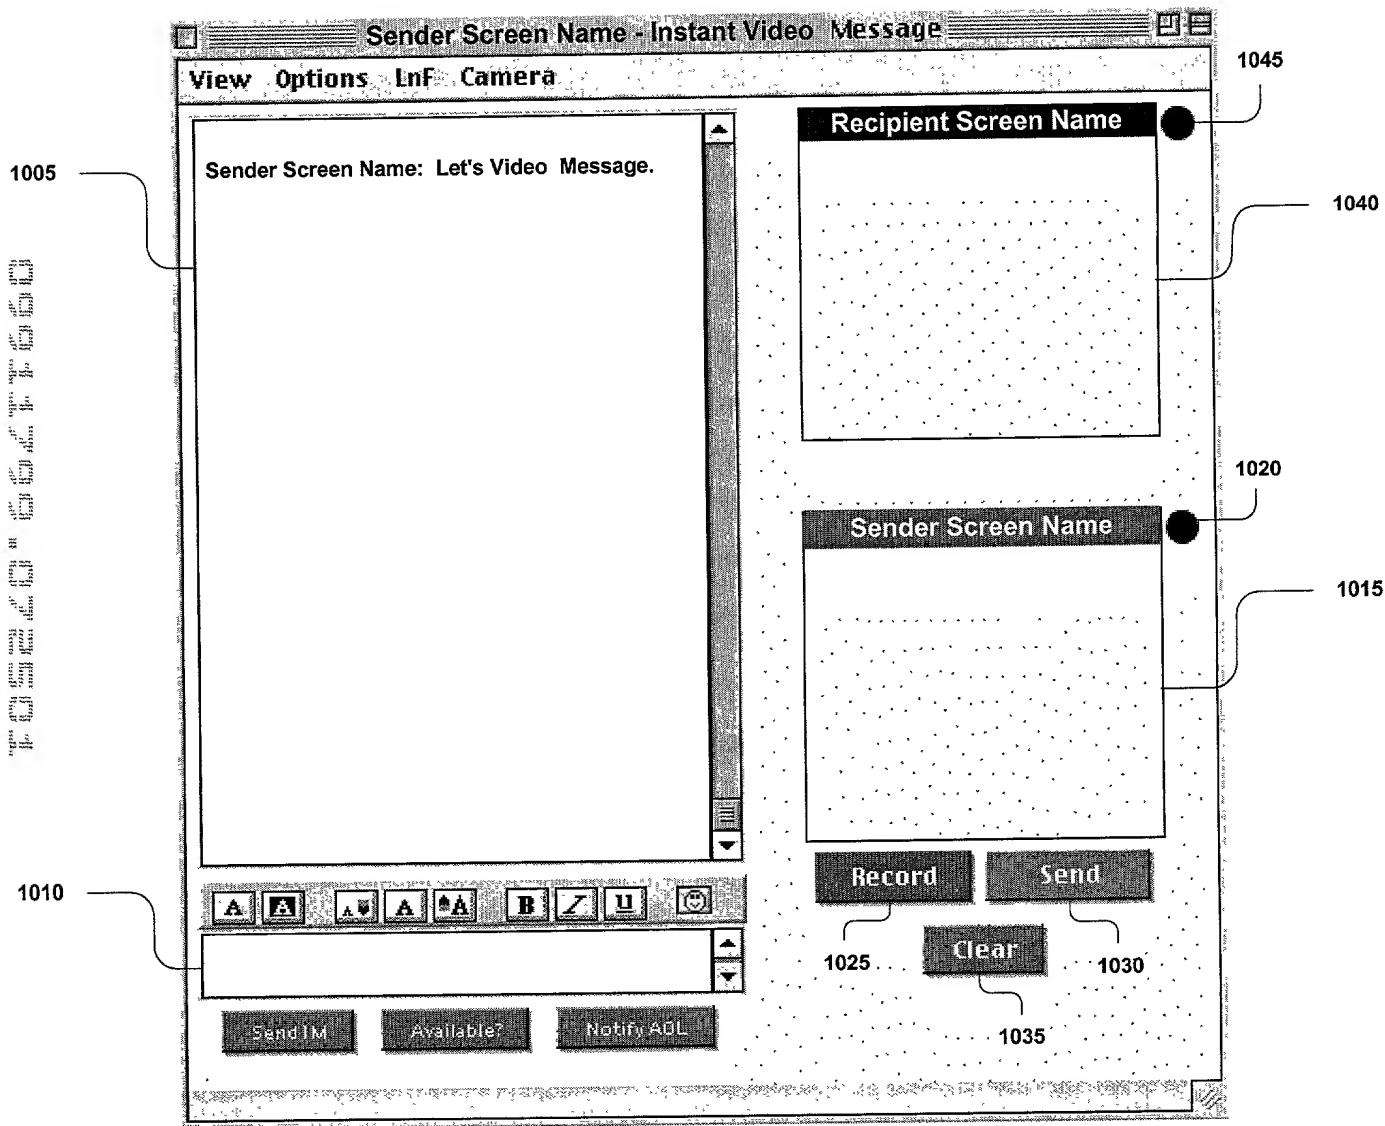 Sender Screen Name - Instant Video Message
View Options LnF Camera
1045
Recipient Screen Name
1005
Sender Screen Name: Let's Video Message.
1040
1020
Sender Screen Name
1015
Record Send
1010
A A A A A B I U
Clear
1025
1030
1035
Send IM Available? Notify AOL
09911799.072501